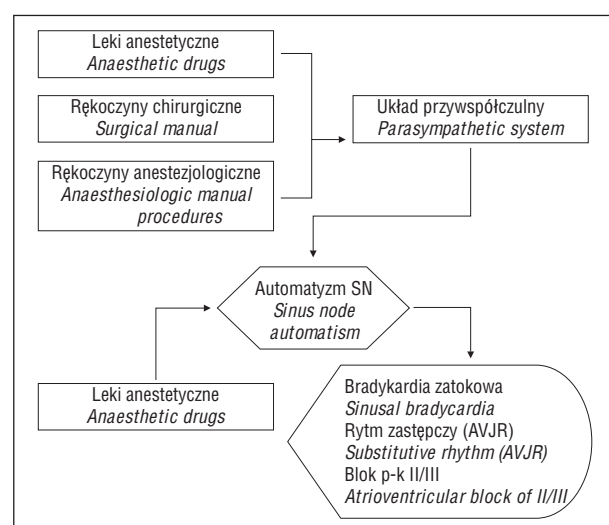 Leki anestetyczne
Anaesthetic drugs
Rękoczyny chirurgiczne
Surgical manual
Rękoczyny anestezjologiczne
Anaesthesiologic manual
procedures
Układ przywspółczulny
Parasympathetic system
Automatyzm SN
Sinus node
automatism
Leki anestetyczne
Anaesthetic drugs
Bradykardia zatokowa
Sinusal bradycardia
Rytm zastępczy (AVJR)
Substitutive rhythm (AVJR)
Blok p-k II/III
Atrioventricular block of II/III